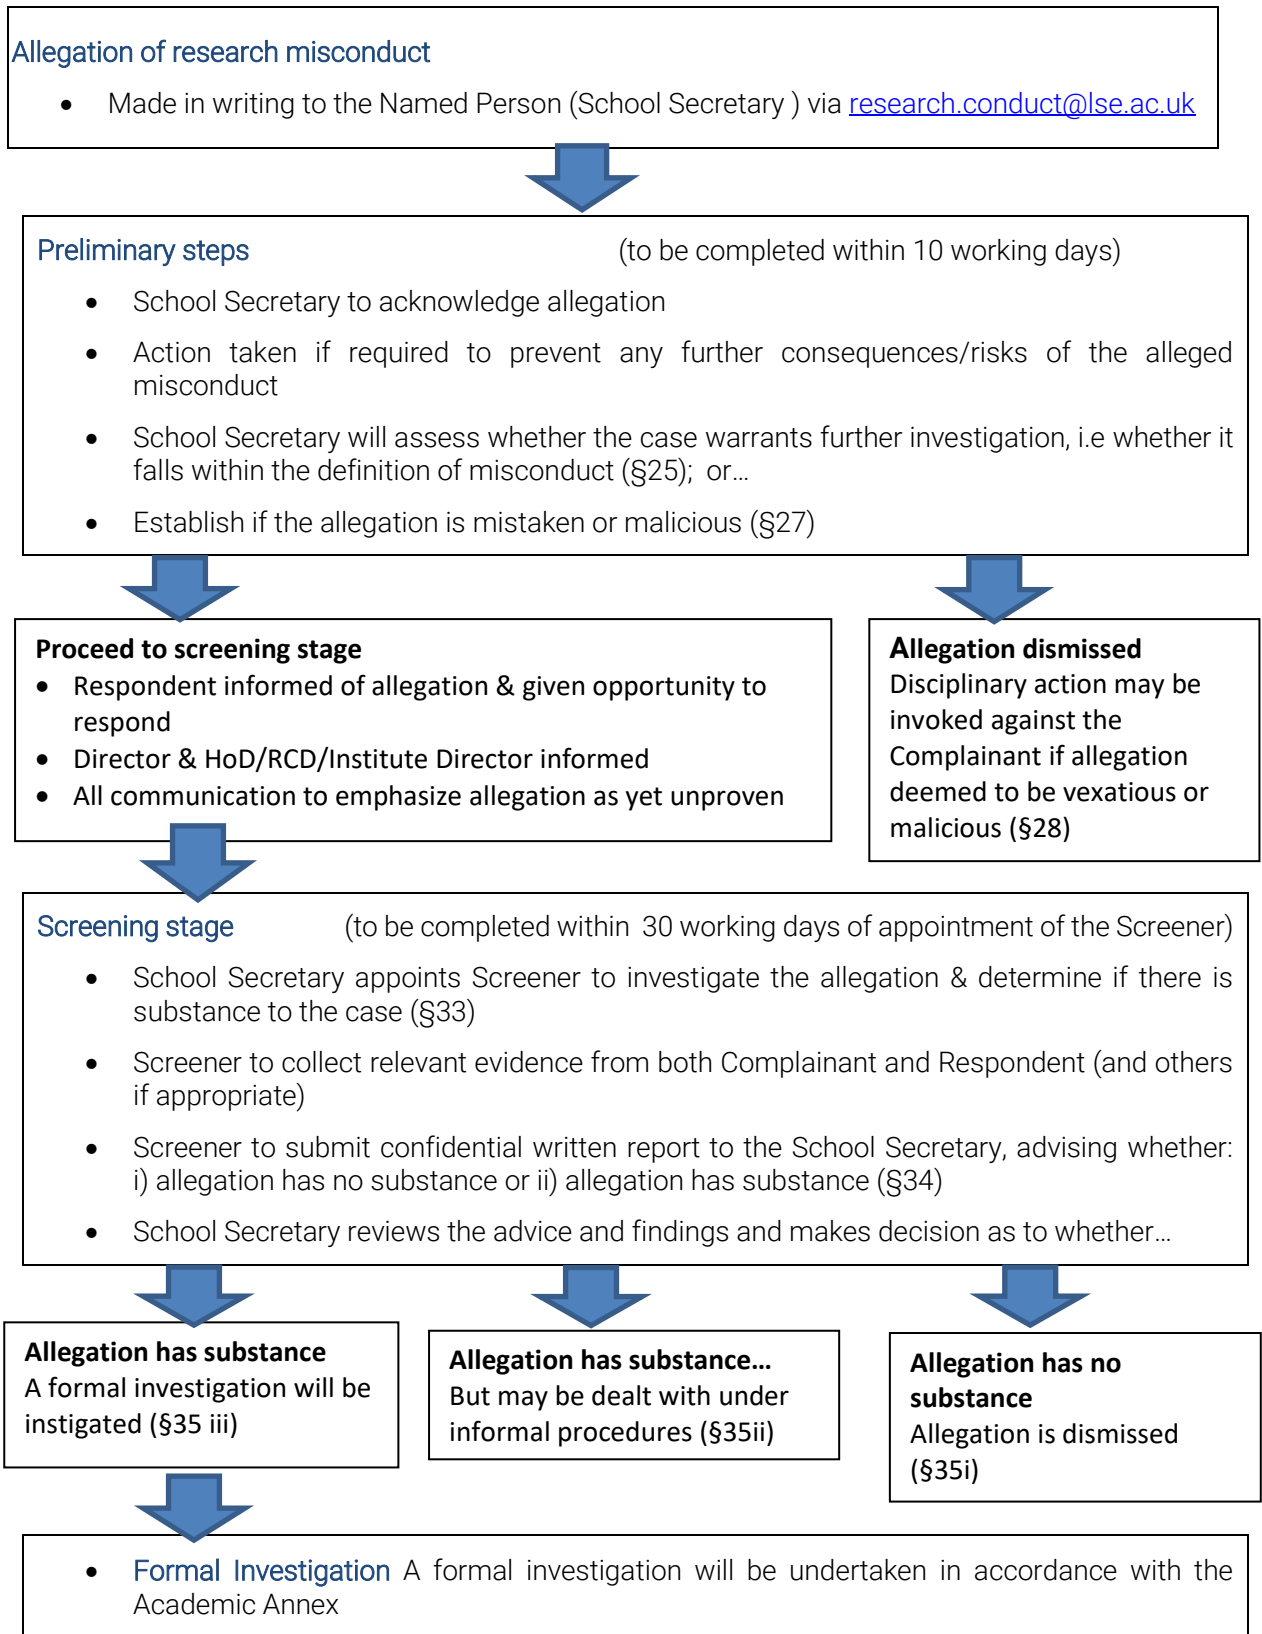 Allegation of research misconduct
• Made in writing to the Named Person (School Secretary ) via research.conduct@lse.ac.uk
Preliminary steps (to be completed within 10 working days)
• School Secretary to acknowledge allegation
• Action taken if required to prevent any further consequences/risks of the alleged
misconduct
• School Secretary will assess whether the case warrants further investigation, i.e whether it
falls within the definition of misconduct (§25); or…
• Establish if the allegation is mistaken or malicious (§27)
Proceed to screening stage
• Respondent informed of allegation & given opportunity to
respond
• Director & HoD/RCD/Institute Director informed
• All communication to emphasize allegation as yet unproven
Allegation dismissed
Disciplinary action may be
invoked against the
Complainant if allegation
deemed to be vexatious or
malicious (§28)
Screening stage (to be completed within 30 working days of appointment of the Screener)
• School Secretary appoints Screener to investigate the allegation & determine if there is
substance to the case (§33)
• Screener to collect relevant evidence from both Complainant and Respondent (and others
if appropriate)
• Screener to submit confidential written report to the School Secretary, advising whether:
i) allegation has no substance or ii) allegation has substance (§34)
• School Secretary reviews the advice and findings and makes decision as to whether…
Allegation has substance
A formal investigation will be
instigated (§35 iii)
Allegation has substance…
But may be dealt with under
informal procedures (§35ii)
Allegation has no
substance
Allegation is dismissed
(§35i)
• Formal Investigation A formal investigation will be undertaken in accordance with the
Academic Annex